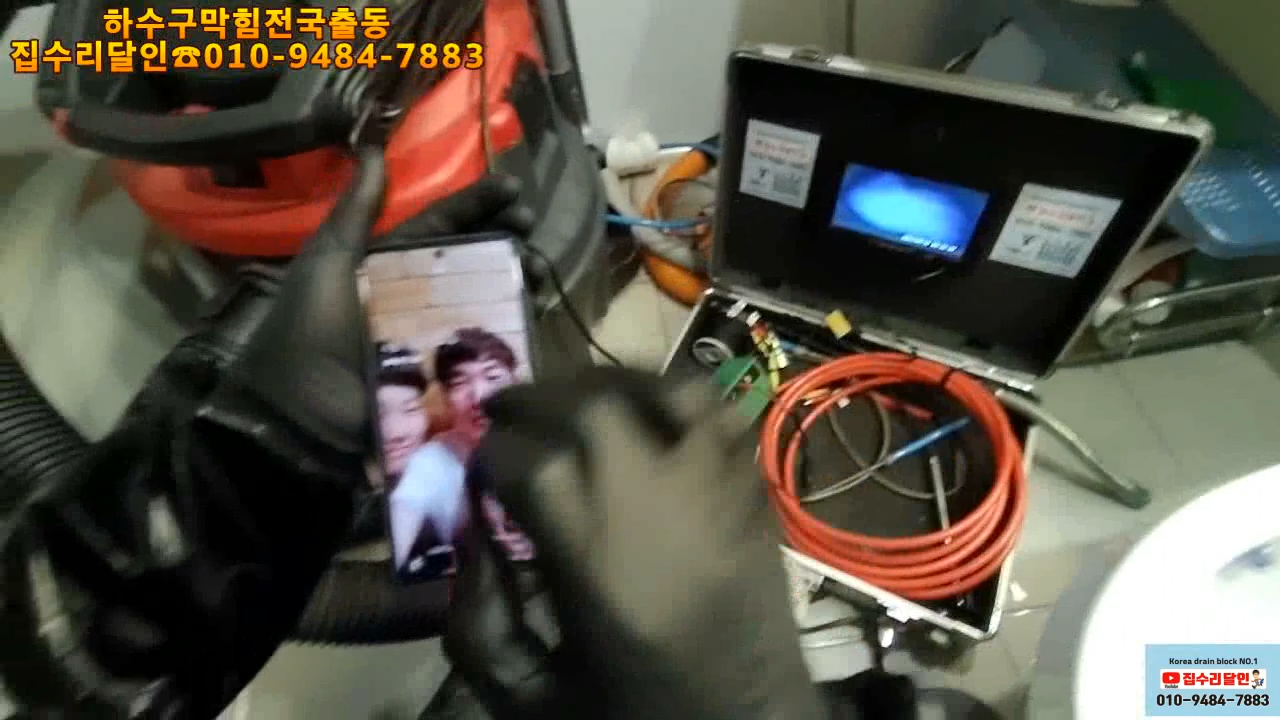 하수구막힘전국출동
집수리달인☎010-9484-7883
Korea drain block NO.1
YouTube 집수리달인
010-9484-7883